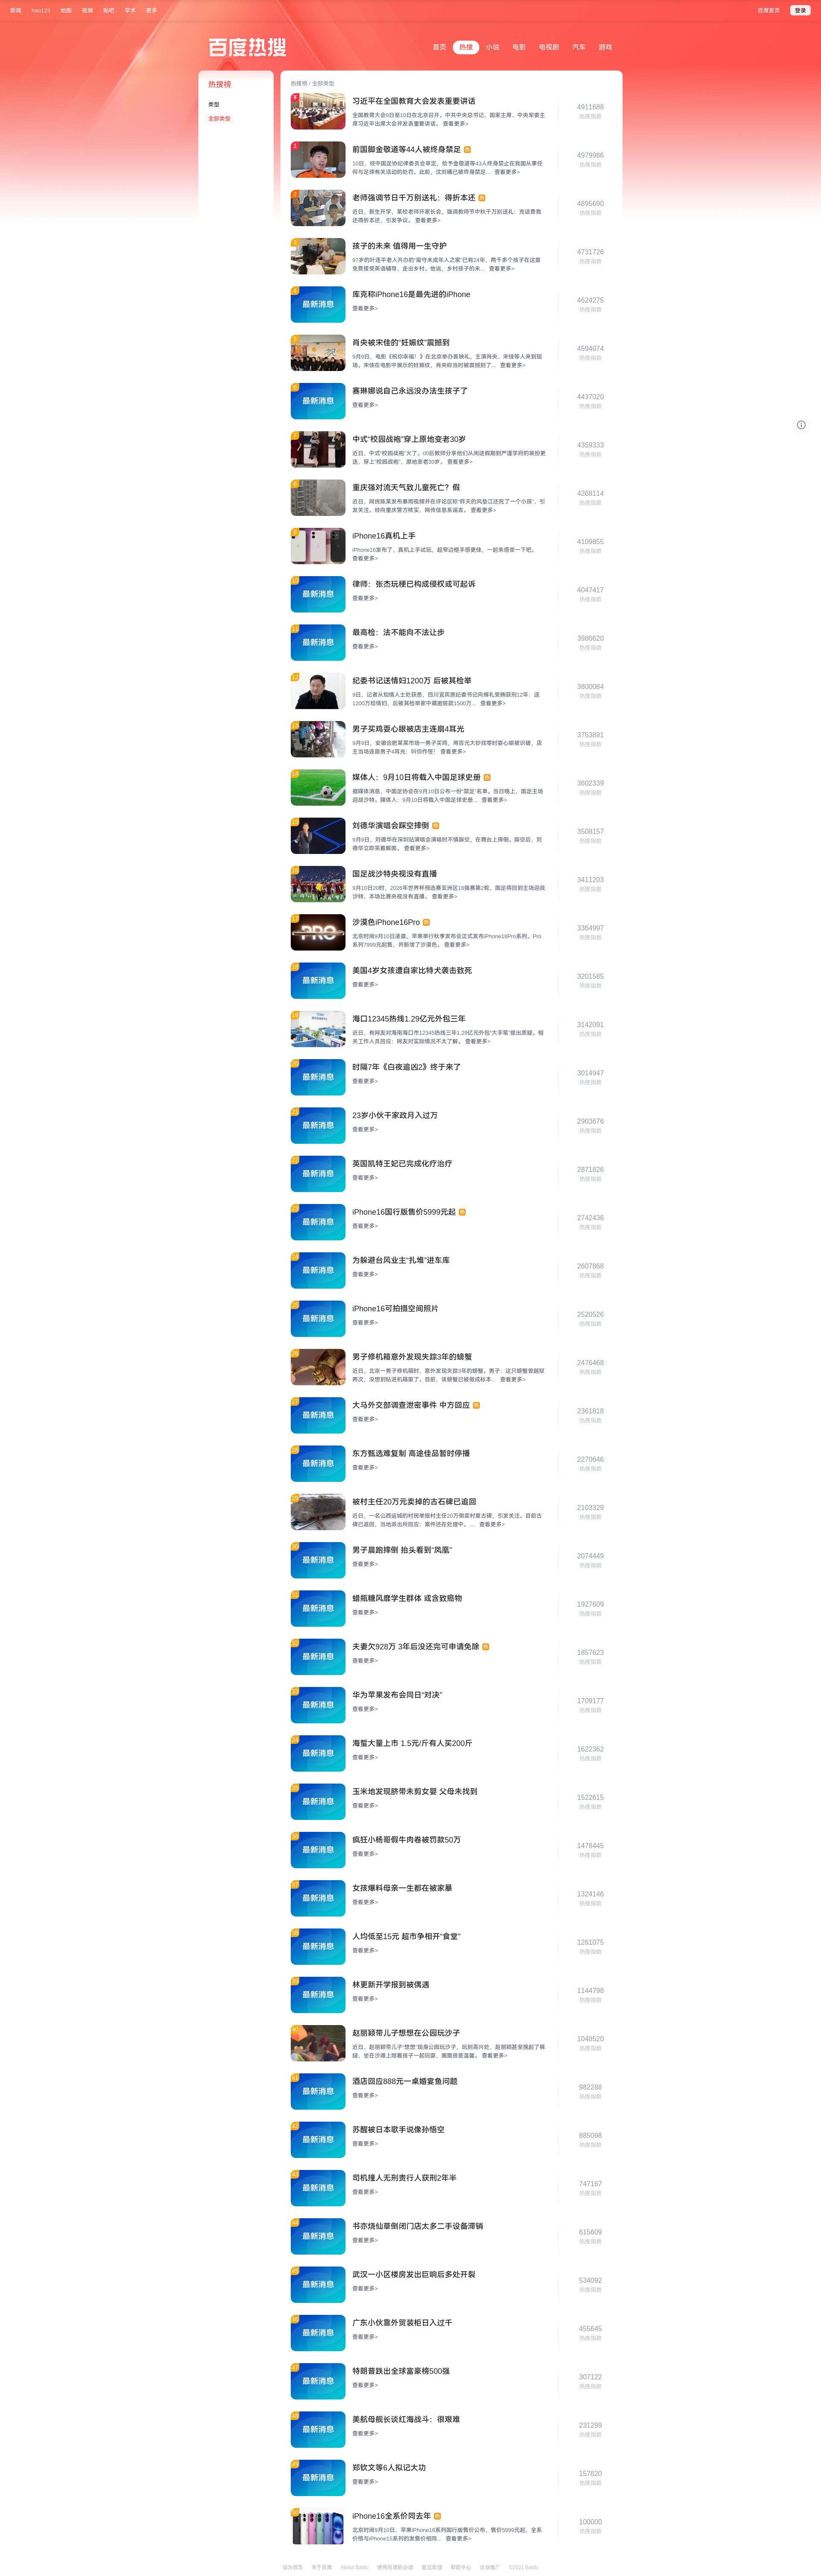 新闻 hao123 地图 视频 贴吧 学术 更多
百度首页 登录
百度热搜
首页 热搜 小说 电影 电视剧 汽车 游戏
热搜榜
类型
全部类型
热搜榜 / 全部类型
习近平在全国教育大会发表重要讲话
全国教育大会9日至10日在北京召开。中共中央总书记、国家主席、中央军委主
席习近平出席大会并发表重要讲话。 查看更多>
4911688
热搜指数
1
前国脚金敬道等44人被终身禁足 热
10日，经中国足协纪律委员会审定，给予金敬道等43人终身禁止在我国从事任
何与足球有关活动的处罚。此前，沈刘曦已被终身禁足... 查看更多>
4979986
热搜指数
2
老师强调节日千万别送礼：得折本还 热
近日，新生开学，某校老师开家长会，强调教师节中秋千万别送礼：充话费我
还得折本还，引发争议。 查看更多>
4895690
热搜指数
3
孩子的未来 值得用一生守护
97岁的叶连平老人开办的“留守未成年人之家”已有24年，两千多个孩子在这里
免费接受英语辅导，走出乡村。他说，乡村孩子的未... 查看更多>
4731726
热搜指数
4
最新消息
库克称iPhone16是最先进的iPhone
查看更多>
4624275
热搜指数
5
肖央被宋佳的“妊娠纹”震撼到
9月9日，电影《祝你幸福！》在北京举办首映礼，主演肖央、宋佳等人来到现
场。宋佳在电影中展示的妊娠纹，肖央称当时被震撼到了... 查看更多>
4594074
热搜指数
6
最新消息
赛琳娜说自己永远没办法生孩子了
查看更多>
4437020
热搜指数
7
中式“校园战袍”穿上原地变老30岁
近日，中式“校园战袍”火了。00后教师分享他们从闲适假期到严谨学府的装扮更
迭，穿上“校园战袍”，原地变老30岁。 查看更多>
4359333
热搜指数
8
重庆强对流天气致儿童死亡？假
近日，网民陈某发布暴雨视频并在评论区称“昨天的风垫江还死了一个小孩”，引
发关注。经向重庆警方核实，网传信息系谣言。 查看更多>
4268114
热搜指数
9
iPhone16真机上手
iPhone16发布了，真机上手试玩，超窄边框手感更佳，一起来感受一下吧。
查看更多>
4109855
热搜指数
10
最新消息
律师：张杰玩梗已构成侵权或可起诉
查看更多>
4047417
热搜指数
11
最新消息
最高检：法不能向不法让步
查看更多>
3986620
热搜指数
12
纪委书记送情妇1200万 后被其检举
9日，记者从知情人士处获悉，四川宜宾原纪委书记向辉礼受贿获刑12年：送
1200万给情妇，后被其检举家中藏匿赃款1500万... 查看更多>
3800084
热搜指数
13
男子买鸡耍心眼被店主连扇4耳光
9月9日，安徽合肥某菜市场一男子买鸡，用百元大钞找零时耍心眼被识破，店
主当场连扇男子4耳光：叫你作怪！ 查看更多>
3753891
热搜指数
14
媒体人：9月10日将载入中国足球史册 热
据媒体消息，中国足协会在9月10日公布一份“禁足”名单。当日晚上，国足主场
迎战沙特，媒体人：9月10日将载入中国足球史册... 查看更多>
3602339
热搜指数
15
刘德华演唱会踩空摔倒 热
9月9日，刘德华在深圳站演唱会演唱时不慎踩空，在舞台上摔倒。踩空后，刘
德华立即笑着解围。 查看更多>
3508157
热搜指数
16
国足战沙特央视没有直播
9月10日20时，2026年世界杯预选赛亚洲区18强赛第2轮，国足将回到主场迎战
沙特，本场比赛央视没有直播。 查看更多>
3411203
热搜指数
17
沙漠色iPhone16Pro 热
北京时间9月10日凌晨，苹果举行秋季发布会正式发布iPhone16Pro系列。Pro
系列7999元起售，并新增了沙漠色。 查看更多>
3364997
热搜指数
18
最新消息
美国4岁女孩遭自家比特犬袭击致死
查看更多>
3201585
热搜指数
19
海口12345热线1.29亿元外包三年
近日，有网友对海南海口市12345热线三年1.29亿元外包“大手笔”提出质疑。相
关工作人员回应：网友对实际情况不太了解。 查看更多>
3142091
热搜指数
20
最新消息
时隔7年《白夜追凶2》终于来了
查看更多>
3014947
热搜指数
21
最新消息
23岁小伙干家政月入过万
查看更多>
2903676
热搜指数
22
最新消息
英国凯特王妃已完成化疗治疗
查看更多>
2871826
热搜指数
23
最新消息
iPhone16国行版售价5999元起 热
查看更多>
2742436
热搜指数
24
最新消息
为躲避台风业主“扎堆”进车库
查看更多>
2607868
热搜指数
25
最新消息
iPhone16可拍摄空间照片
查看更多>
2520526
热搜指数
26
男子修机箱意外发现失踪3年的螃蟹
近日，北京一男子修机箱时，意外发现失踪3年的螃蟹。男子：这只螃蟹曾越狱
两次，没想到钻进机箱里了。目前，该螃蟹已被做成标本... 查看更多>
2476468
热搜指数
27
最新消息
大马外交部调查泄密事件 中方回应 热
查看更多>
2361818
热搜指数
28
最新消息
东方甄选难复制 高途佳品暂时停播
查看更多>
2270646
热搜指数
29
被村主任20万元卖掉的古石碑已追回
近日，一名山西运城的村民举报村主任20万倒卖村里古碑，引发关注。目前古
碑已追回，当地派出所回应：案件还在处理中。 ... 查看更多>
2103329
热搜指数
30
最新消息
男子晨跑摔倒 抬头看到“凤凰”
查看更多>
2074449
热搜指数
31
最新消息
蜡瓶糖风靡学生群体 或含致癌物
查看更多>
1927609
热搜指数
32
最新消息
夫妻欠928万 3年后没还完可申请免除 热
查看更多>
1857623
热搜指数
33
最新消息
华为苹果发布会同日“对决”
查看更多>
1709177
热搜指数
34
最新消息
海蜇大量上市 1.5元/斤有人买200斤
查看更多>
1622362
热搜指数
35
最新消息
玉米地发现脐带未剪女婴 父母未找到
查看更多>
1522615
热搜指数
36
最新消息
疯狂小杨哥假牛肉卷被罚款50万
查看更多>
1478445
热搜指数
37
最新消息
女孩爆料母亲一生都在被家暴
查看更多>
1324146
热搜指数
38
最新消息
人均低至15元 超市争相开“食堂”
查看更多>
1261075
热搜指数
39
最新消息
林更新开学报到被偶遇
查看更多>
1144798
热搜指数
40
赵丽颖带儿子想想在公园玩沙子
近日，赵丽颖带儿子“想想”现身公园玩沙子，玩到高兴处，赵丽颖甚至挽起了裤
腿，坐在沙滩上陪着孩子一起玩耍，画面很是温馨。 查看更多>
1048520
热搜指数
41
最新消息
酒店回应888元一桌婚宴鱼问题
查看更多>
982288
热搜指数
42
最新消息
苏醒被日本歌手说像孙悟空
查看更多>
885098
热搜指数
43
最新消息
司机撞人无刑责行人获刑2年半
查看更多>
747167
热搜指数
44
最新消息
书亦烧仙草倒闭门店太多二手设备滞销
查看更多>
615609
热搜指数
45
最新消息
武汉一小区楼房发出巨响后多处开裂
查看更多>
534092
热搜指数
46
最新消息
广东小伙靠外贸装柜日入过千
查看更多>
455645
热搜指数
47
最新消息
特朗普跌出全球富豪榜500强
查看更多>
307122
热搜指数
48
最新消息
美航母舰长谈红海战斗：很艰难
查看更多>
231299
热搜指数
49
最新消息
郑钦文等6人拟记大功
查看更多>
157820
热搜指数
50
iPhone16全系价同去年 热
北京时间9月10日，苹果iPhone16系列国行版售价公布，售价5999元起，全系
价格与iPhone15系列的发售价相同... 查看更多>
100000
热搜指数
设为首页 关于百度 About Baidu 使用百度前必读 意见反馈 帮助中心 企业推广 ©2021 Baidu